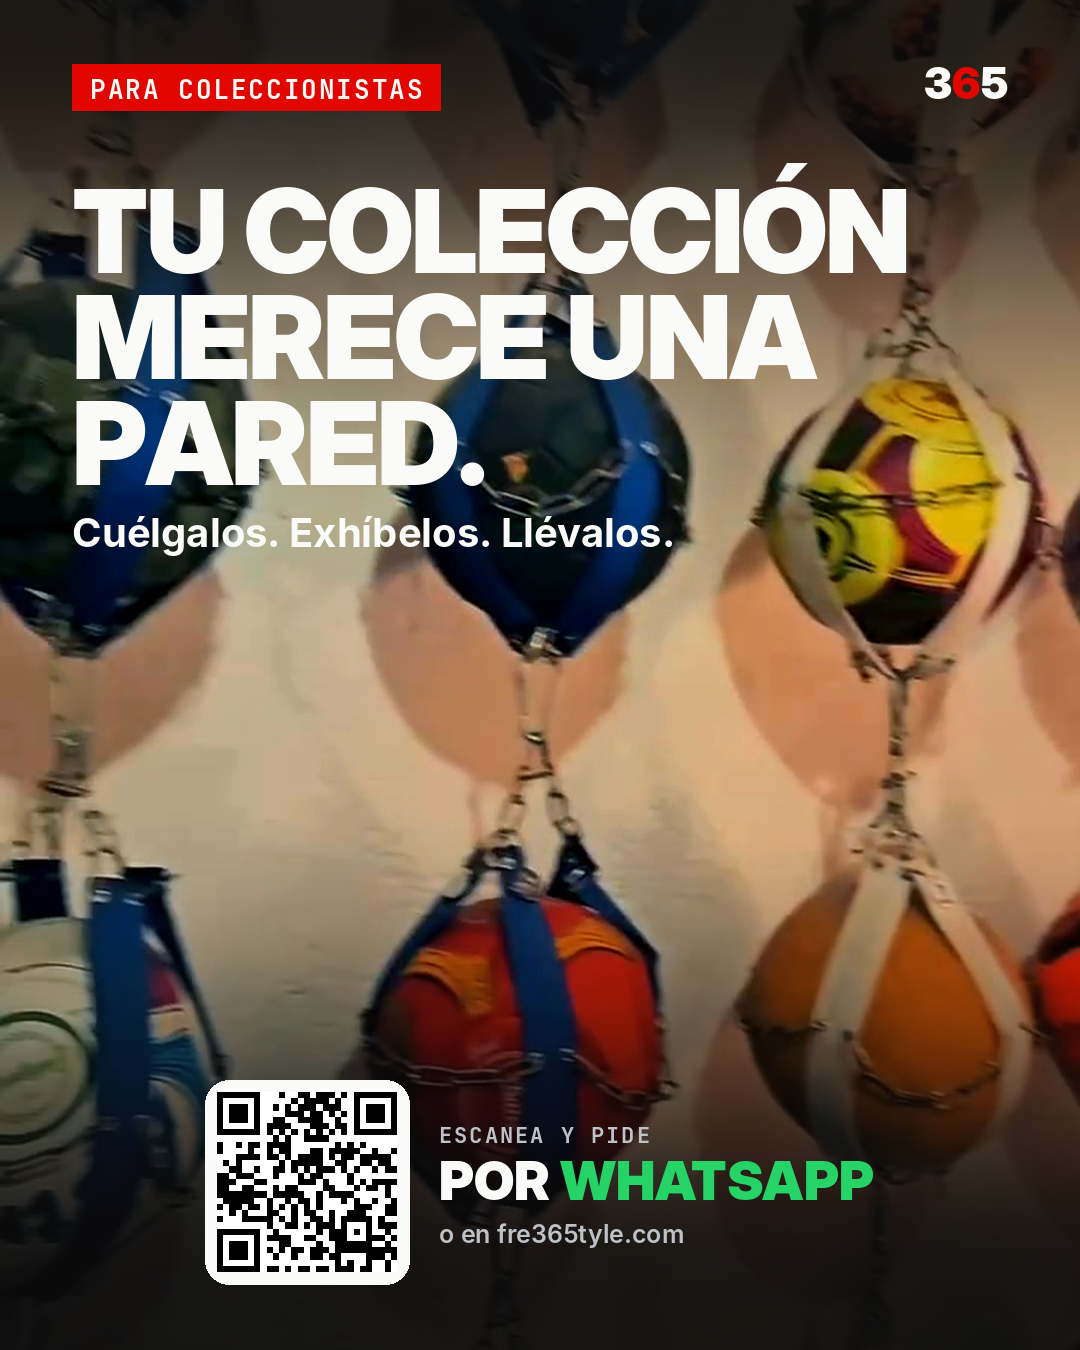 PARA COLECCIONISTAS
365
TU COLECCIÓN
MERECE UNA
PARED.
Cuélgalos. Exhíbelos. Llévalos.
ESCANEA Y PIDE
POR WHATSAPP
o en fre365tyle.com